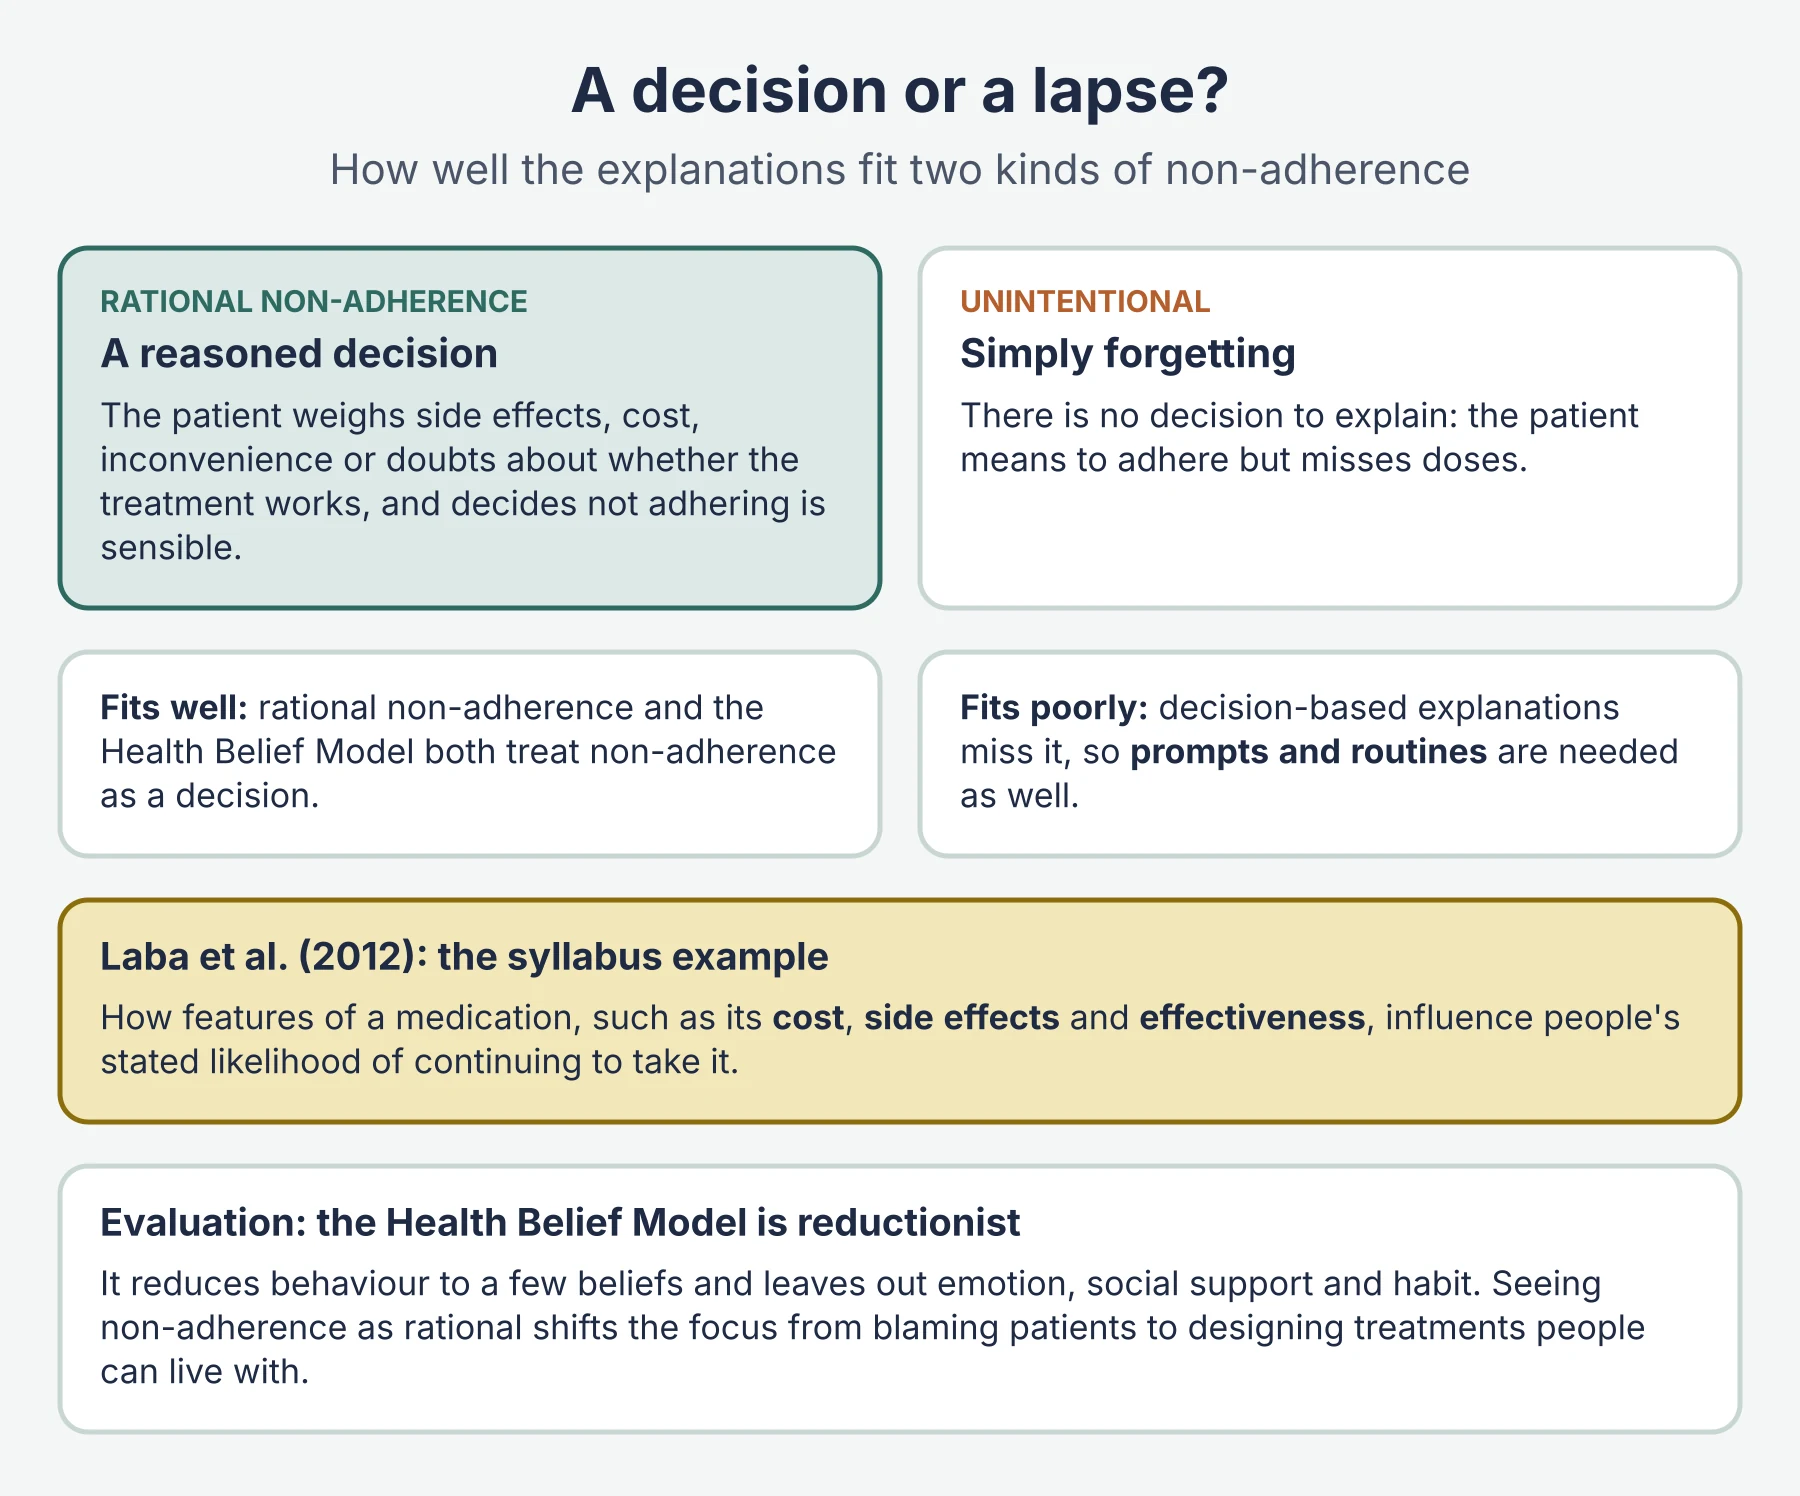 A decision or a lapse?
How well the explanations fit two kinds of non-adherence
RATIONAL NON-ADHERENCE
A reasoned decision
The patient weighs side effects, cost,
inconvenience or doubts about whether the
treatment works, and decides not adhering is
sensible.
UNINTENTIONAL
Simply forgetting
There is no decision to explain: the patient
means to adhere but misses doses.
Fits well: rational non-adherence and the
Health Belief Model both treat non-adherence
as a decision.
Fits poorly: decision-based explanations
miss it, so prompts and routines are needed
as well.
Laba et al. (2012): the syllabus example
How features of a medication, such as its cost, side effects and effectiveness, influence people's
stated likelihood of continuing to take it.
Evaluation: the Health Belief Model is reductionist
It reduces behaviour to a few beliefs and leaves out emotion, social support and habit. Seeing
non-adherence as rational shifts the focus from blaming patients to designing treatments people
can live with.